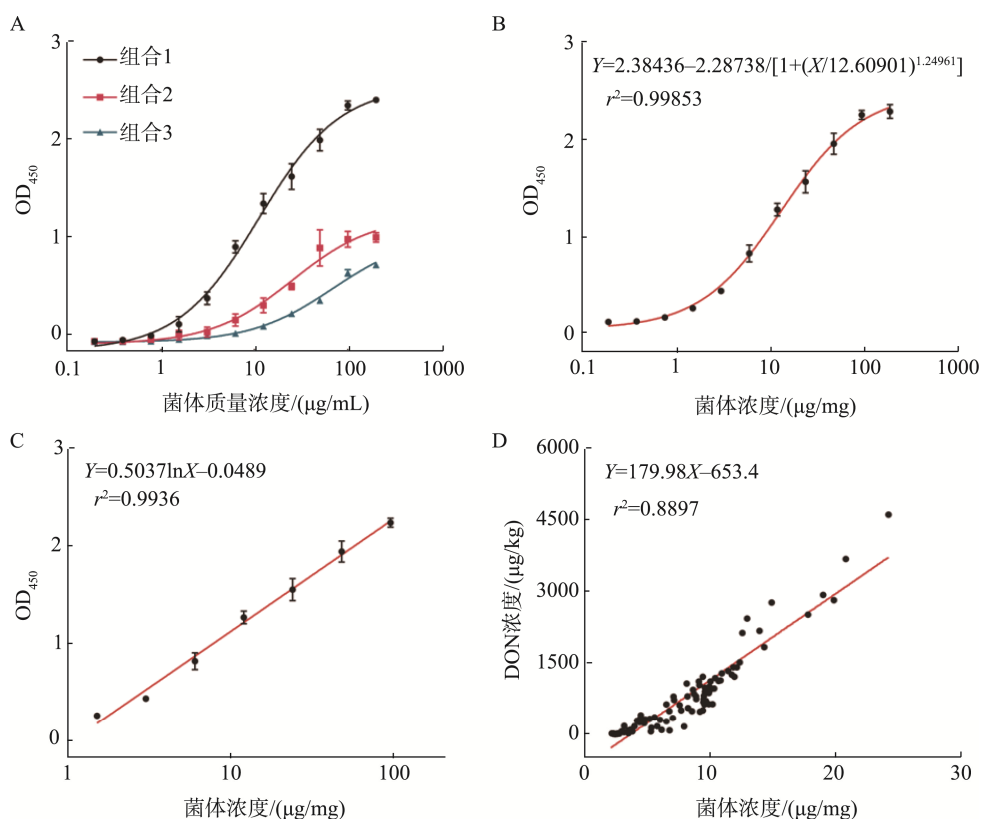 A
3
2
1
0
OD450
组合1
组合2
组合3
0.1
1
10
100
1000
菌体质量浓度/(μg/mL)
B
3
2
1
0
OD450
Y=2.38436–2.28738/[1+(X/12.60901)^1.24961]
r²=0.99853
0.1
1
10
100
1000
菌体浓度/(μg/mg)
C
3
2
1
0
OD450
Y=0.5037lnX–0.0489
r²=0.9936
1
10
100
菌体浓度/(μg/mg)
D
6000
4500
3000
1500
0
DON浓度/(μg/kg)
Y=179.98X–653.4
r²=0.8897
0
10
20
30
菌体浓度/(μg/mg)